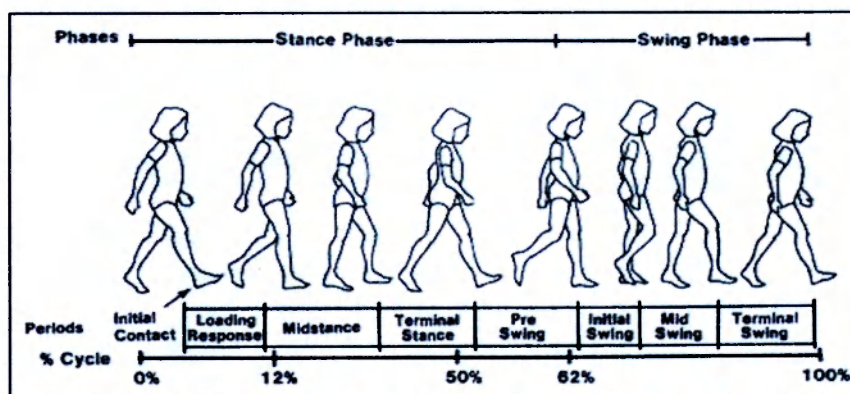 Phases Stance Phase Swing Phase
Periods Initial Contact Loading Response Midstance Terminal Stance Pre Swing Initial Swing Mid Swing Terminal Swing
% Cycle
0% 12% 50% 62% 100%